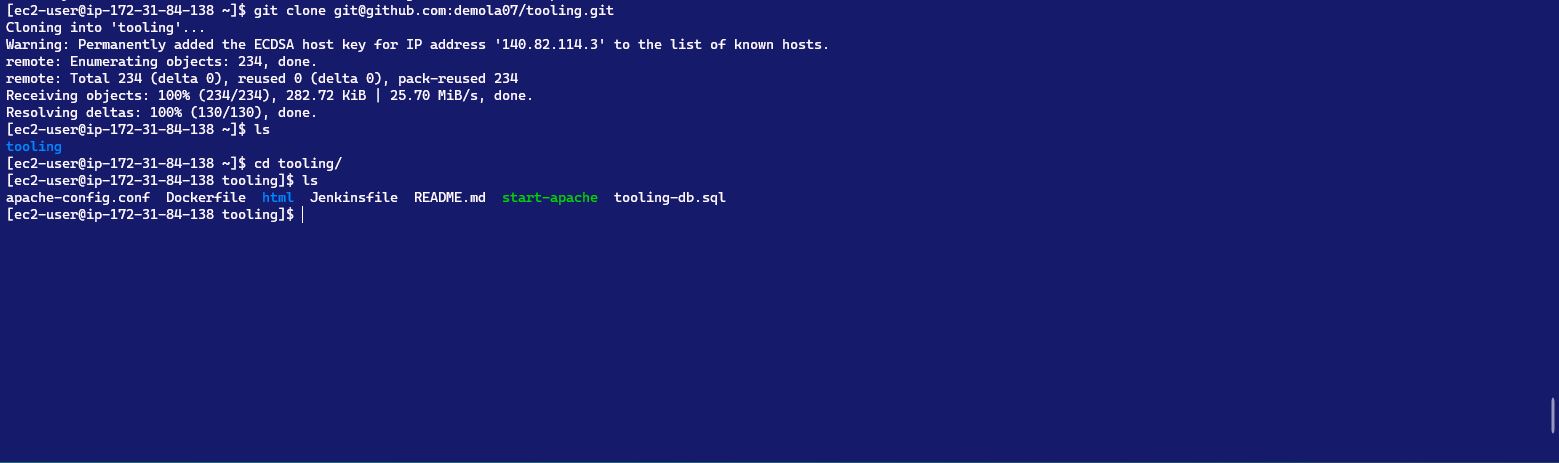 [ec2-user@ip-172-31-84-138 ~]$ git clone git@github.com:demola07/tooling.git
Cloning into 'tooling'...
Warning: Permanently added the ECDSA host key for IP address '140.82.114.3' to the list of known hosts.
remote: Enumerating objects: 234, done.
remote: Total 234 (delta 0), reused 0 (delta 0), pack-reused 234
Receiving objects: 100% (234/234), 282.72 KiB | 25.70 MiB/s, done.
Resolving deltas: 100% (130/130), done.
[ec2-user@ip-172-31-84-138 ~]$ ls
tooling
[ec2-user@ip-172-31-84-138 ~]$ cd tooling/
[ec2-user@ip-172-31-84-138 tooling]$ ls
apache-config.conf  Dockerfile  html  Jenkinsfile  README.md  start-apache  tooling-db.sql
[ec2-user@ip-172-31-84-138 tooling]$